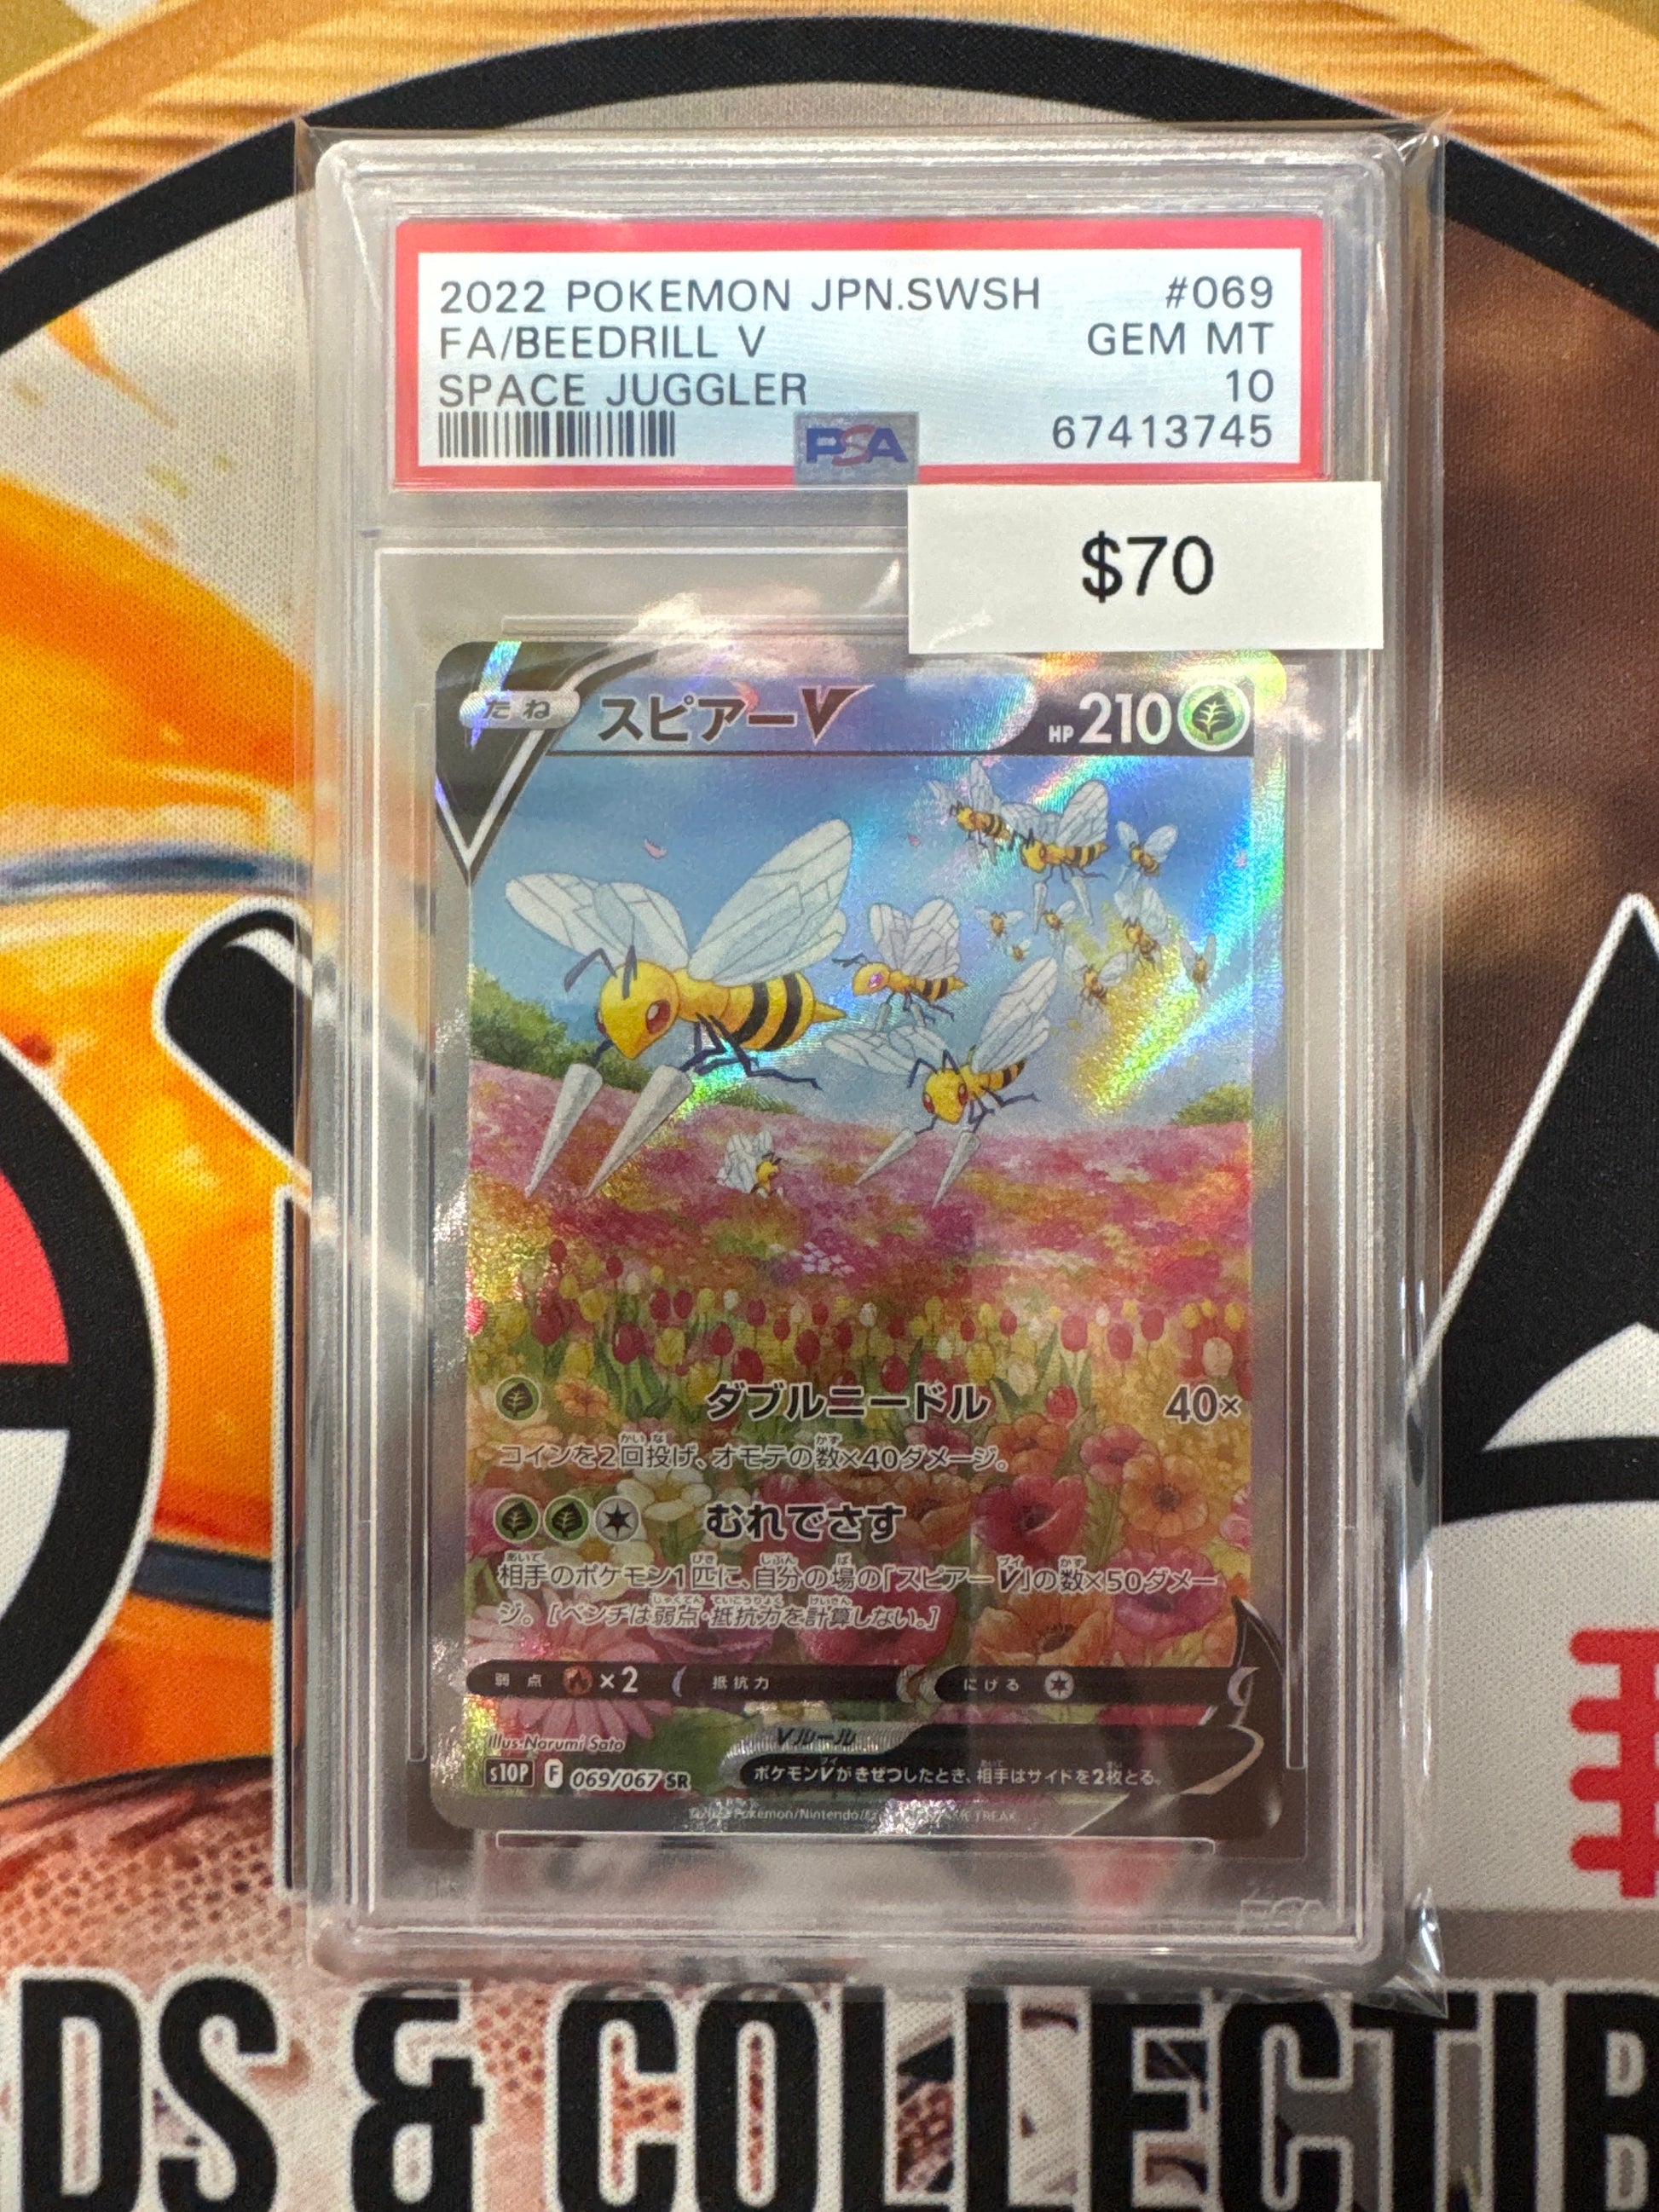 2022 POKEMON JPN.SWSH #069
FA/BEEDRILL V GEM MT
SPACE JUGGLER 10
PSA 67413745
$70
たね スピアーV HP 210
ダブルニードル 40×
コインを2回投げ、オモテの数×40ダメージ。
むれでさす
相手のポケモン1匹に、自分の場の「スピアーV」の数×50ダメー
ジ。[ベンチは弱点・抵抗力を計算しない。]
弱点 ×2 抵抗力 にげる
Illus. Narumi Sato
Vルール
s10P F 069/067 SR ポケモンVがきぜつしたとき、相手はサイドを2枚とる。
Pokémon/Nintendo/
FREAK
DS & COLLECTIB